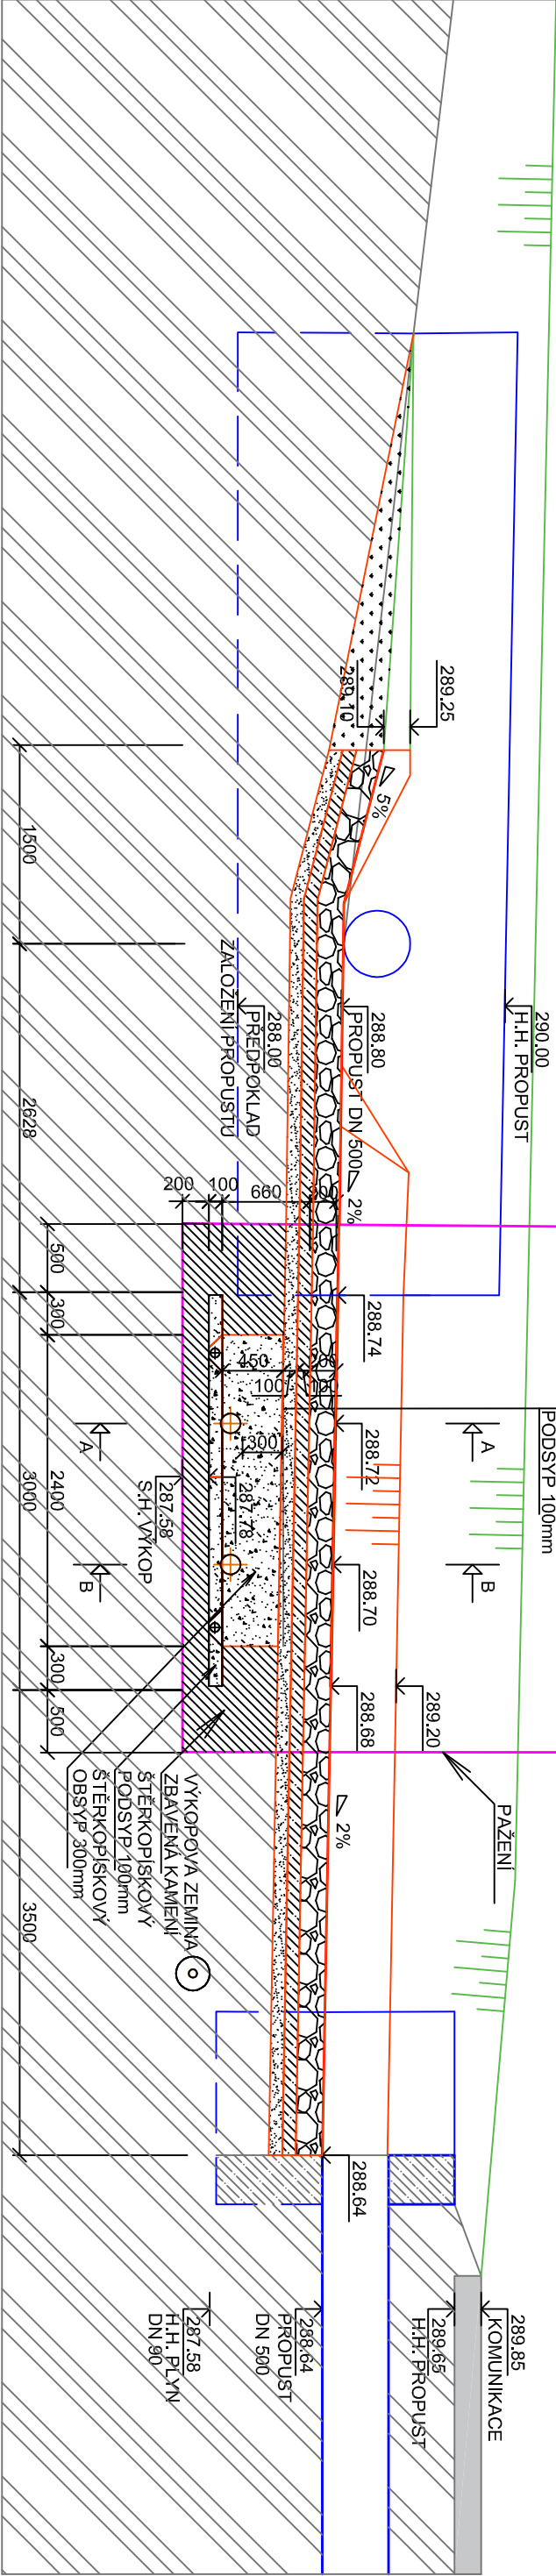 289.25
289.10
5%
1500
290.00
H.H. PROPUST
288.80
PROPUST DN 500
2%
288.00
PŘEDPOKLAD
ZALOŽENÍ PROPUSTU
2628
200
100
660
200
500
300
288.74
450
200
100
100
300
PODSYP 100mm
A
A
288.72
287.78
287.58
S.H. VÝKOP
2400
3000
B
B
288.70
288.68
289.20
300
500
PAŽENÍ
2%
VÝKOPOVÁ ZEMINA
ZBAVENÁ KAMENÍ
ŠTĚRKOPÍSKOVÝ
PODSYP 100mm
ŠTĚRKOPÍSKOVÝ
OBSYP 300mm
3500
288.64
289.85
KOMUNIKACE
289.65
H.H. PROPUST
288.64
PROPUST
DN 500
287.58
H.H. PLYN
DN 90